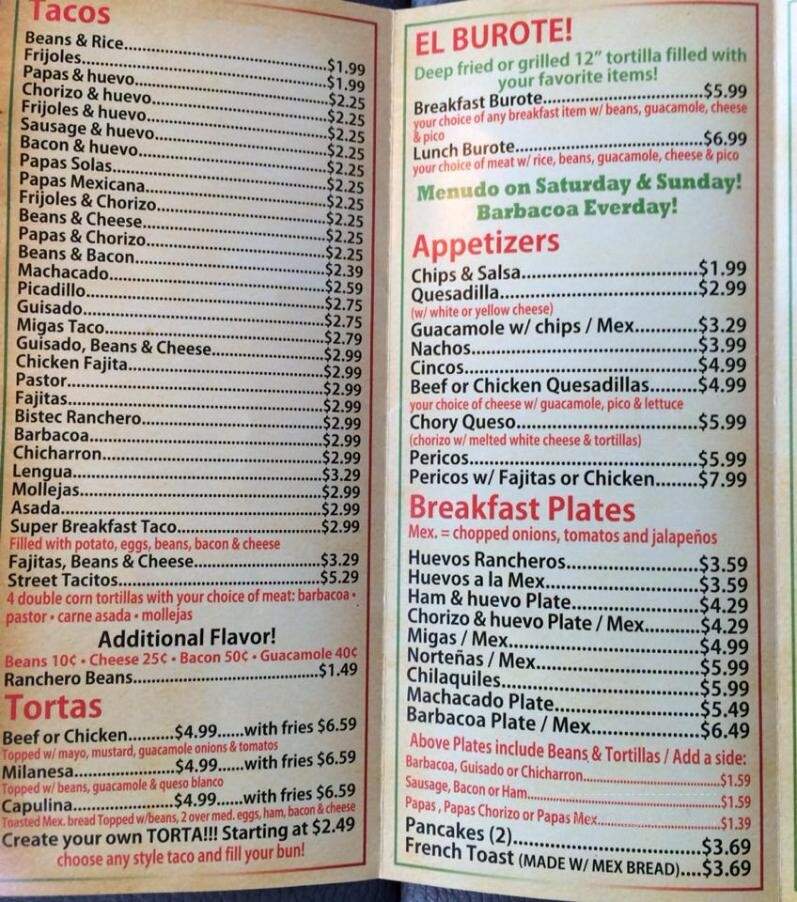 Tacos
Beans & Rice...$1.99
Frijoles...$1.99
Papas & huevo...$2.25
Chorizo & huevo...$2.25
Frijoles & huevo...$2.25
Sausage & huevo...$2.25
Bacon & huevo...$2.25
Papas Solas...$2.25
Papas Mexicana...$2.25
Frijoles & Chorizo...$2.25
Beans & Cheese...$2.25
Papas & Chorizo...$2.25
Beans & Bacon...$2.39
Machacado...$2.59
Picadillo...$2.75
Guisado...$2.75
Migas Taco...$2.79
Guisado, Beans & Cheese...$2.99
Chicken Fajita...$2.99
Pastor...$2.99
Fajitas...$2.99
Bistec Ranchero...$2.99
Barbacoa...$2.99
Chicharron...$2.99
Lengua...$3.29
Mollejas...$2.99
Asada...$2.99
Super Breakfast Taco...$2.99
Filled with potato, eggs, beans, bacon & cheese
Fajitas, Beans & Cheese...$3.29
Street Tacitos...$5.29
4 double corn tortillas with your choice of meat: barbacoa •
pastor • carne asada • mollejas
Additional Flavor!
Beans 10¢ • Cheese 25¢ • Bacon 50¢ • Guacamole 40¢
Ranchero Beans...$1.49
Tortas
Beef or Chicken...$4.99...with fries $6.59
Topped w/ mayo, mustard, guacamole onions & tomatos
Milanesa...$4.99...with fries $6.59
Topped w/ beans, guacamole & queso blanco
Capulina...$4.99...with fries $6.59
Toasted Mex. bread Topped w/beans, 2 over med. eggs, ham, bacon & cheese
Create your own TORTA!!! Starting at $2.49
choose any style taco and fill your bun!
EL BUROTE!
Deep fried or grilled 12" tortilla filled with
your favorite items!
Breakfast Burote...$5.99
your choice of any breakfast item w/ beans, guacamole, cheese
& pico
Lunch Burote...$6.99
your choice of meat w/ rice, beans, guacamole, cheese & pico
Menudo on Saturday & Sunday!
Barbacoa Everday!
Appetizers
Chips & Salsa...$1.99
Quesadilla...$2.99
(w/ white or yellow cheese)
Guacamole w/ chips / Mex...$3.29
Nachos...$3.99
Cincos...$4.99
Beef or Chicken Quesadillas...$4.99
your choice of cheese w/ guacamole, pico & lettuce
Chory Queso...$5.99
(chorizo w/ melted white cheese & tortillas)
Pericos...$5.99
Pericos w/ Fajitas or Chicken...$7.99
Breakfast Plates
Mex. = chopped onions, tomatos and jalapeños
Huevos Rancheros...$3.59
Huevos a la Mex...$3.59
Ham & huevo Plate...$4.29
Chorizo & huevo Plate / Mex...$4.29
Migas / Mex...$4.99
Norteñas / Mex...$5.99
Chilaquiles...$5.99
Machacado Plate...$5.49
Barbacoa Plate / Mex...$6.49
Above Plates include Beans & Tortillas / Add a side:
Barbacoa, Guisado or Chicharron...$1.59
Sausage, Bacon or Ham...$1.59
Papas , Papas Chorizo or Papas Mex...$1.39
Pancakes (2)...$3.69
French Toast (MADE W/ MEX BREAD)....$3.69